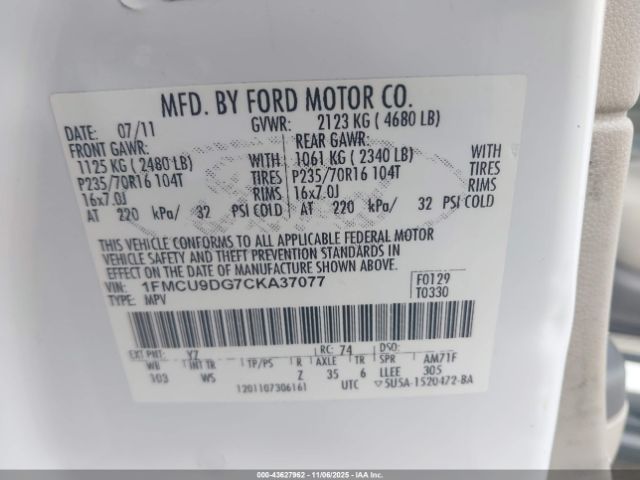 MFD. BY FORD MOTOR CO.
DATE: 07/11 GVWR: 2123 KG ( 4680 LB)
FRONT GAWR: REAR GAWR:
1125 KG ( 2480 LB) WITH 1061 KG ( 2340 LB) WITH
P235/70R16 104T TIRES P235/70R16 104T TIRES
16x7.0J RIMS 16x7.0J RIMS
AT 220 kPa/ 32 PSI COLD AT 220 kPa/ 32 PSI COLD
THIS VEHICLE CONFORMS TO ALL APPLICABLE FEDERAL MOTOR
VEHICLE SAFETY AND THEFT PREVENTION STANDARDS IN
EFFECT ON THE DATE OF MANUFACTURE SHOWN ABOVE.
VIN: 1FMCU9DG7CKA37077 F0129
TYPE: MPV T0330
EXT PNT: YZ RC: 74 DSO:
WB INT TR TP/PS R AXLE TR SPR AM71F
103 WS Z 35 6 LLEE 305
1201107306161 UTC 5U5A-1520472-BA
000-43627962 - 11/06/2025 - IAA Inc.